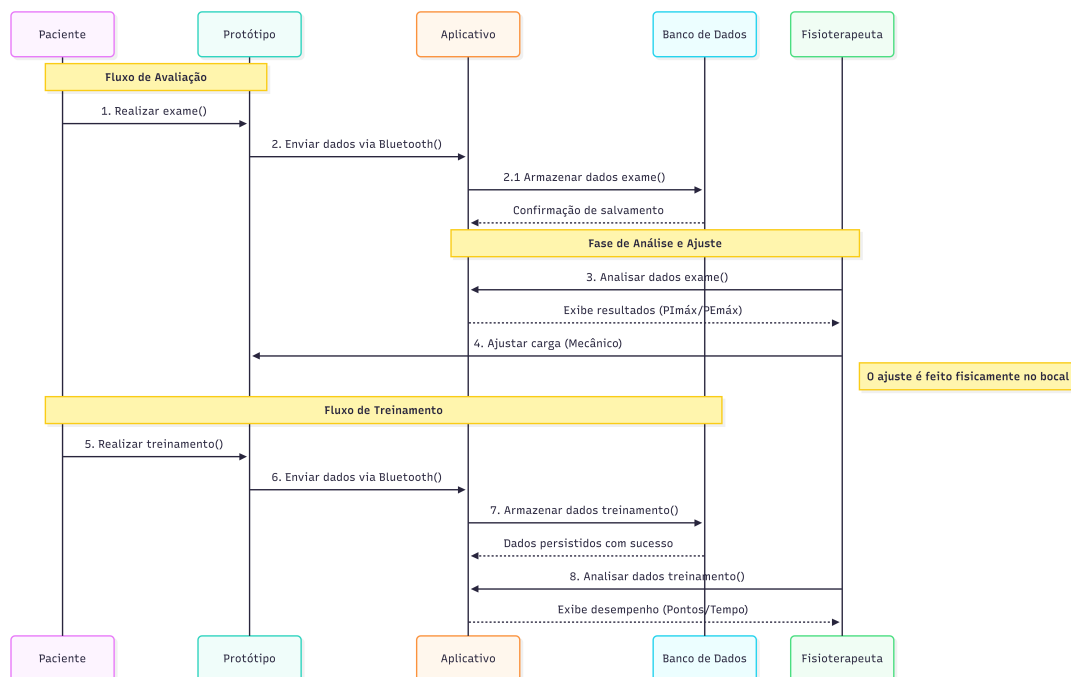 Paciente
Protótipo
Aplicativo
Banco de Dados
Fisioterapeuta
Fluxo de Avaliação
1. Realizar exame()
2. Enviar dados via Bluetooth()
2.1 Armazenar dados exame()
Confirmação de salvamento
Fase de Análise e Ajuste
3. Analisar dados exame()
Exibe resultados (PImáx/PEmáx)
4. Ajustar carga (Mecânico)
O ajuste é feito fisicamente no bocal
Fluxo de Treinamento
5. Realizar treinamento()
6. Enviar dados via Bluetooth()
7. Armazenar dados treinamento()
Dados persistidos com sucesso
8. Analisar dados treinamento()
Exibe desempenho (Pontos/Tempo)
Paciente
Protótipo
Aplicativo
Banco de Dados
Fisioterapeuta